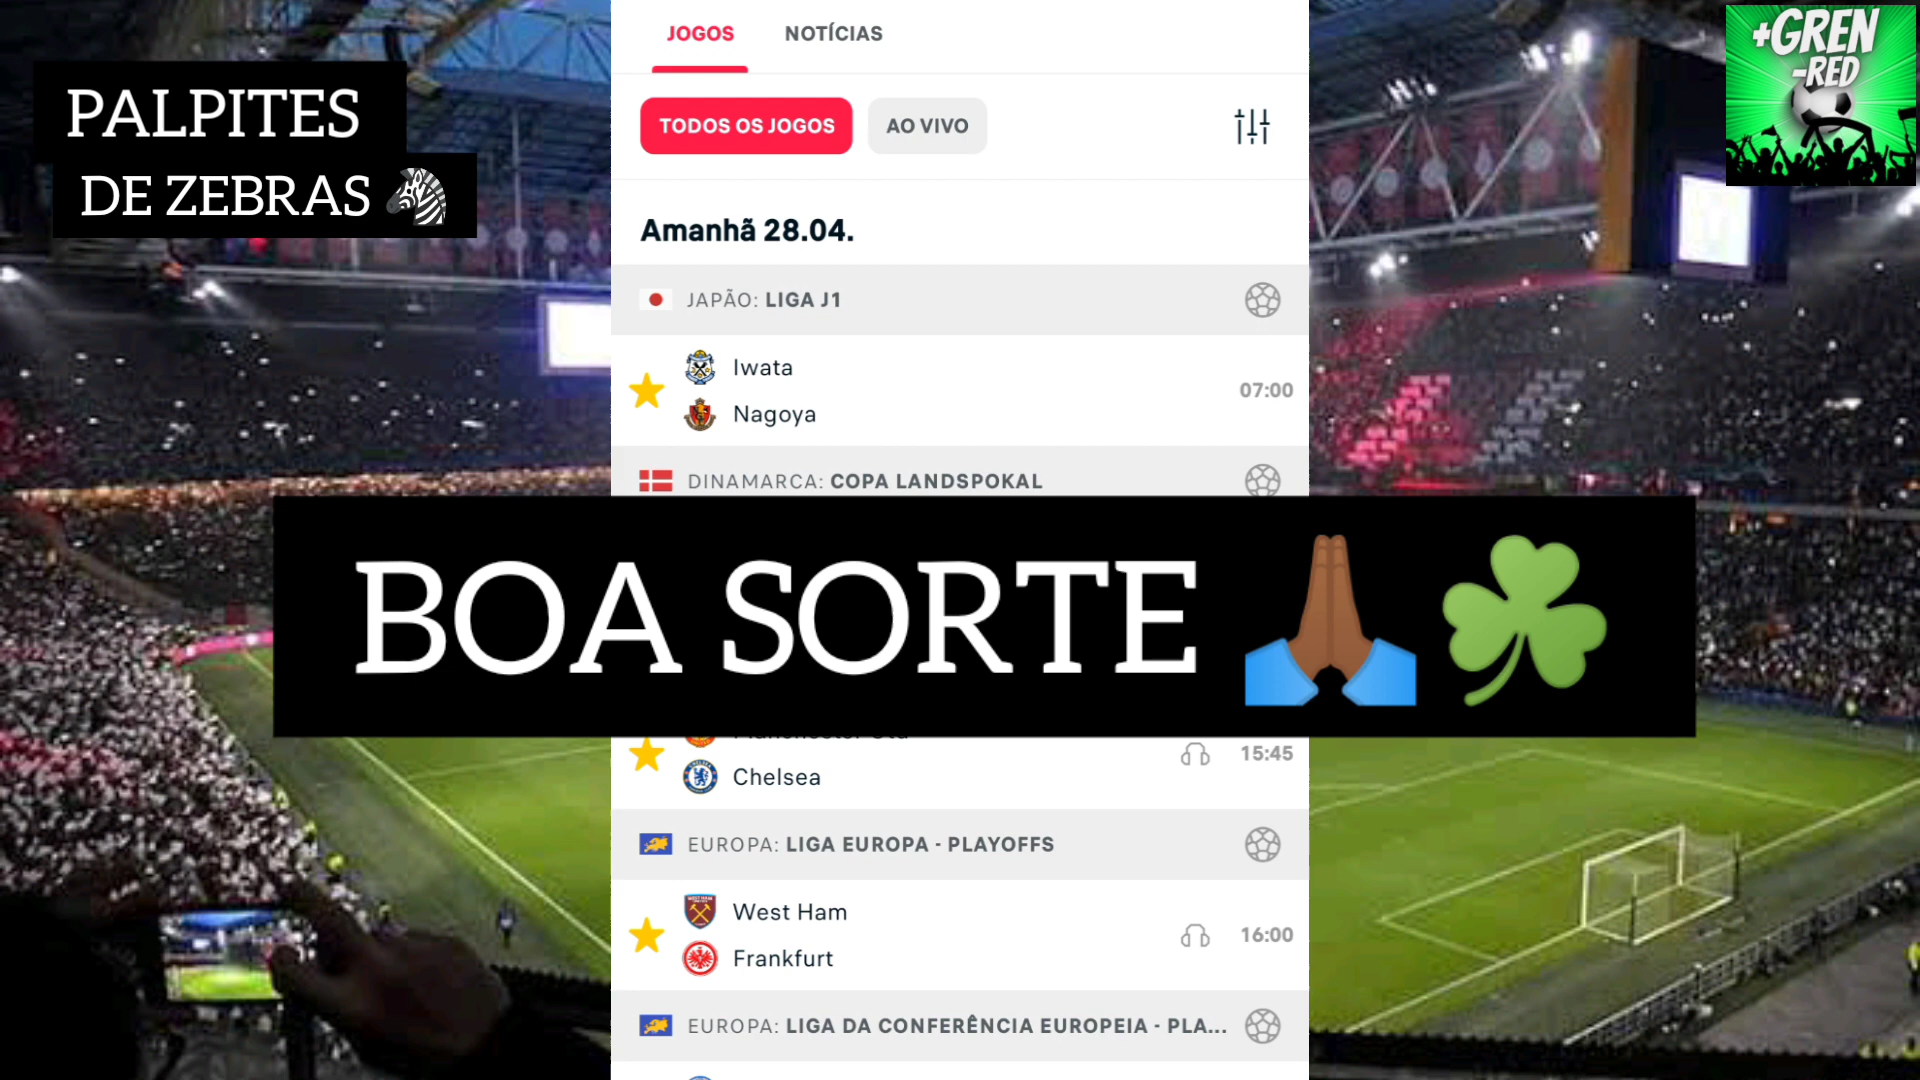 PALPITES
DE ZEBRAS
+GREN
-RED
JOGOS NOTÍCIAS
TODOS OS JOGOS AO VIVO
Amanhã 28.04.
JAPÃO: LIGA J1
Iwata
Nagoya
07:00
DINAMARCA: COPA LANDSPOKAL
BOA SORTE
Chelsea
15:45
EUROPA: LIGA EUROPA - PLAYOFFS
West Ham
Frankfurt
16:00
EUROPA: LIGA DA CONFERÊNCIA EUROPEIA - PLA...